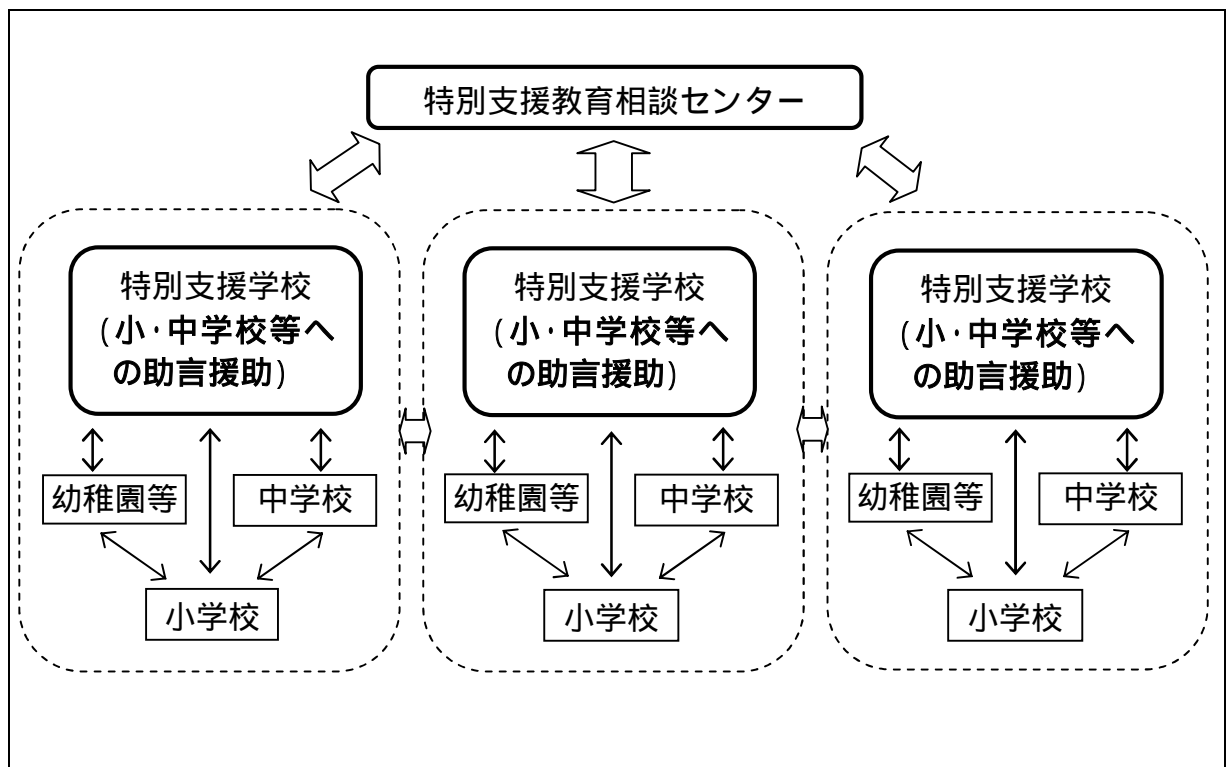 特別支援教育相談センター
特別支援学校
(小・中学校等へ
の助言援助)
幼稚園等
中学校
小学校
特別支援学校
(小・中学校等へ
の助言援助)
幼稚園等
中学校
小学校
特別支援学校
(小・中学校等へ
の助言援助)
幼稚園等
中学校
小学校